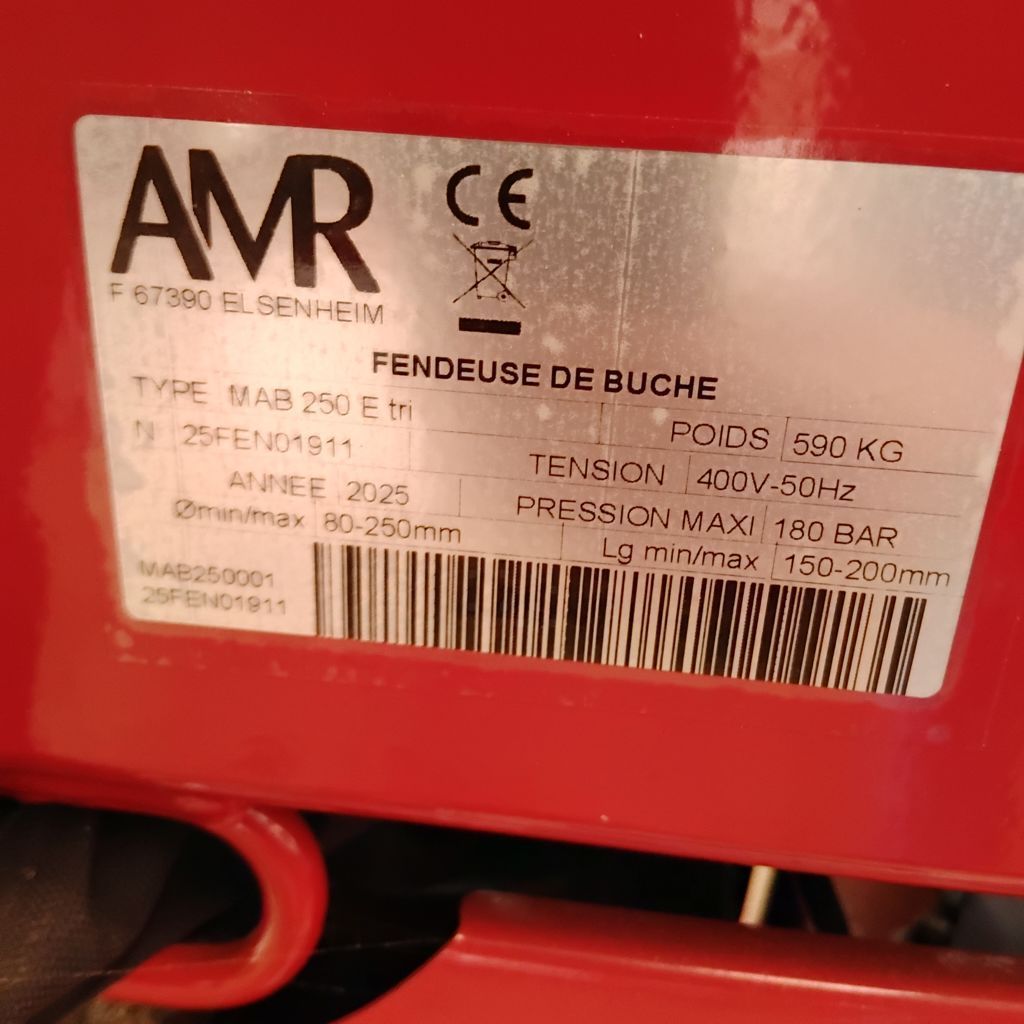 AMR
CE
F 67390 ELSENHEIM
FENDEUSE DE BUCHE
TYPE MAB 250 E tri
POIDS 590 KG
N 25FEN01911
TENSION 400V-50Hz
ANNEE 2025
PRESSION MAXI 180 BAR
Ømin/max 80-250mm
Lg min/max 150-200mm
MAB250001
25FEN01911